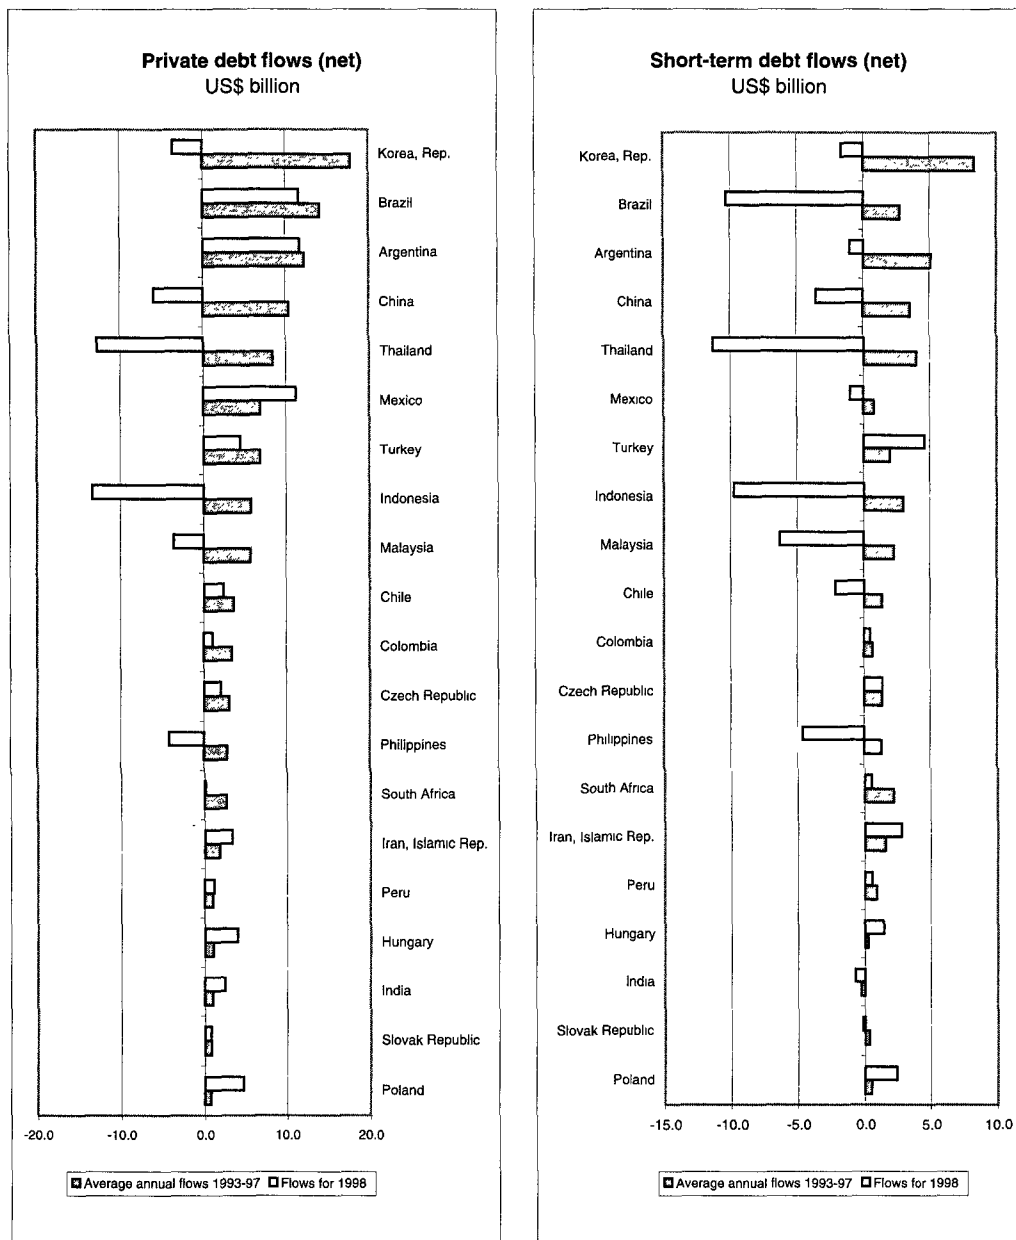 Private debt flows (net)
US$ billion
Korea, Rep.
Brazil
Argentina
China
Thailand
Mexico
Turkey
Indonesia
Malaysia
Chile
Colombia
Czech Republic
Philippines
South Africa
Iran, Islamic Rep.
Peru
Hungary
India
Slovak Republic
Poland
-20.0 -10.0 0.0 10.0 20.0
Average annual flows 1993-97 Flows for 1998
Short-term debt flows (net)
US$ billion
Korea, Rep.
Brazil
Argentina
China
Thailand
Mexico
Turkey
Indonesia
Malaysia
Chile
Colombia
Czech Republic
Philippines
South Africa
Iran, Islamic Rep.
Peru
Hungary
India
Slovak Republic
Poland
-15.0 -10.0 -5.0 0.0 5.0 10.0
Average annual flows 1993-97 Flows for 1998